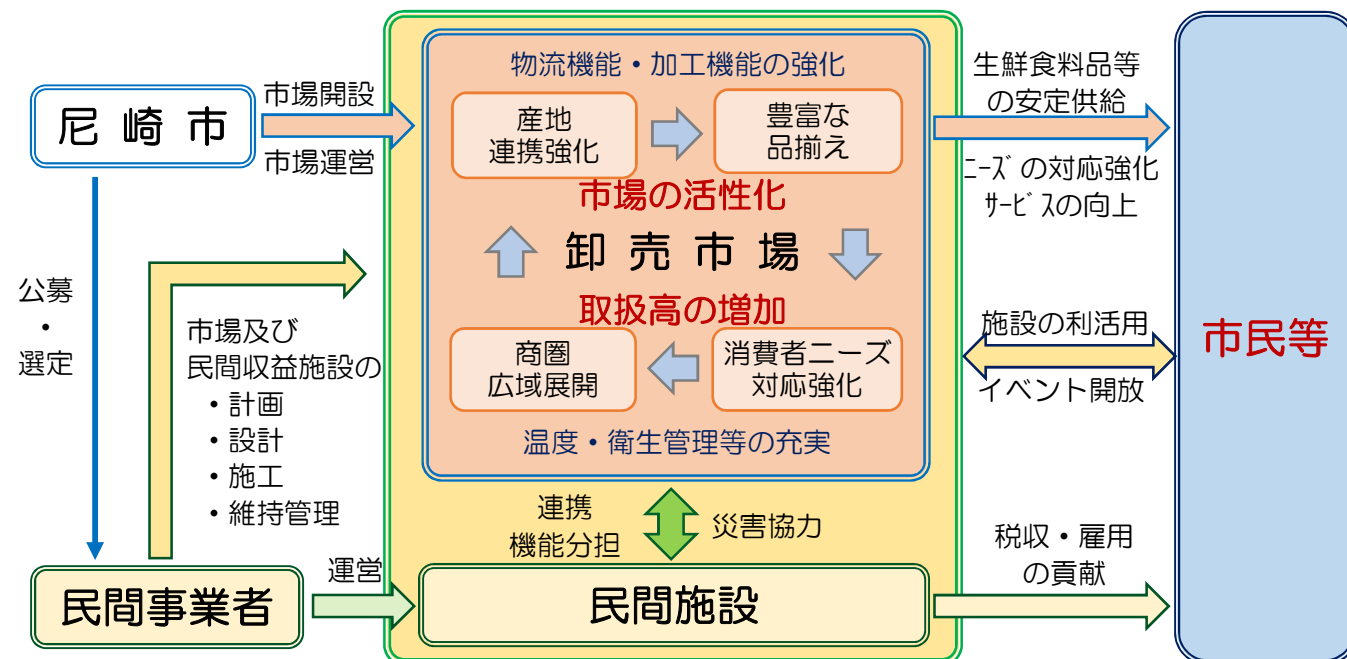 尼崎市
市場開設
市場運営
公募
・
選定
市場及び
民間収益施設の
・計画
・設計
・施工
・維持管理
民間事業者
運営
物流機能・加工機能の強化
産地
連携強化
豊富な
品揃え
市場の活性化
卸売市場
取扱高の増加
商圏
広域展開
消費者ニーズ
対応強化
温度・衛生管理等の充実
連携
機能分担
災害協力
民間施設
生鮮食料品等
の安定供給
ﾆｰｽﾞの対応強化
ｻｰﾋﾞｽの向上
施設の利活用
イベント開放
税収・雇用
の貢献
市民等